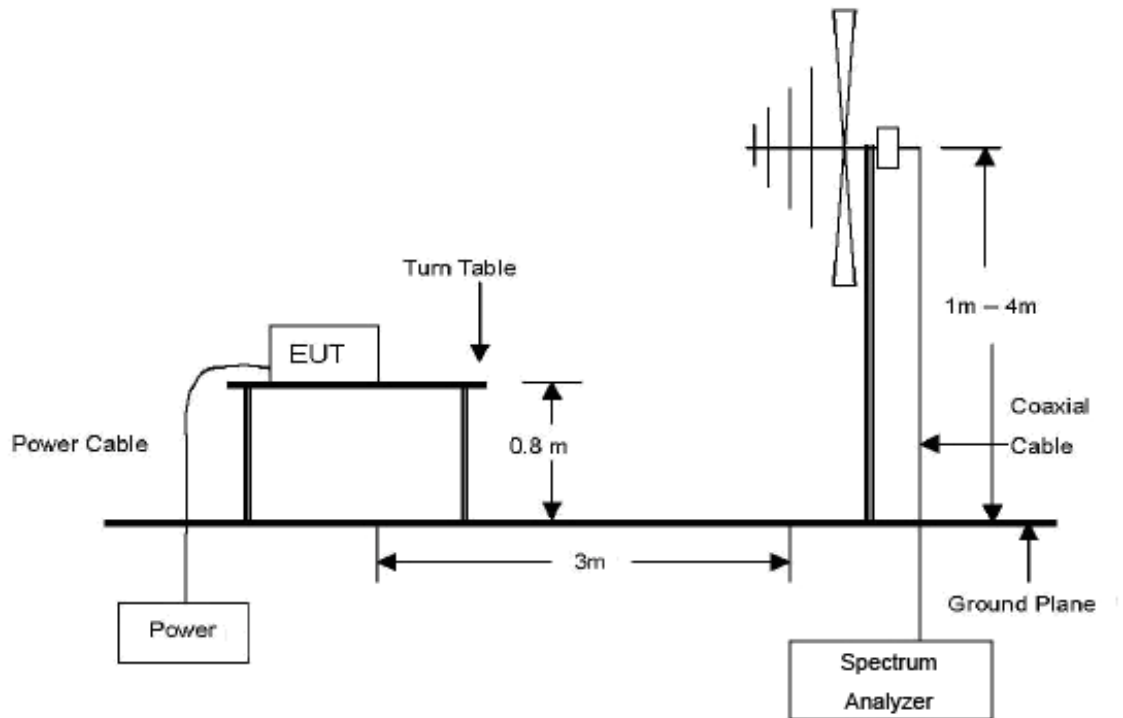 Turn Table
EUT
1m – 4m
Coaxial
Cable
Power Cable
0.8 m
3m
Ground Plane
Power
Spectrum
Analyzer